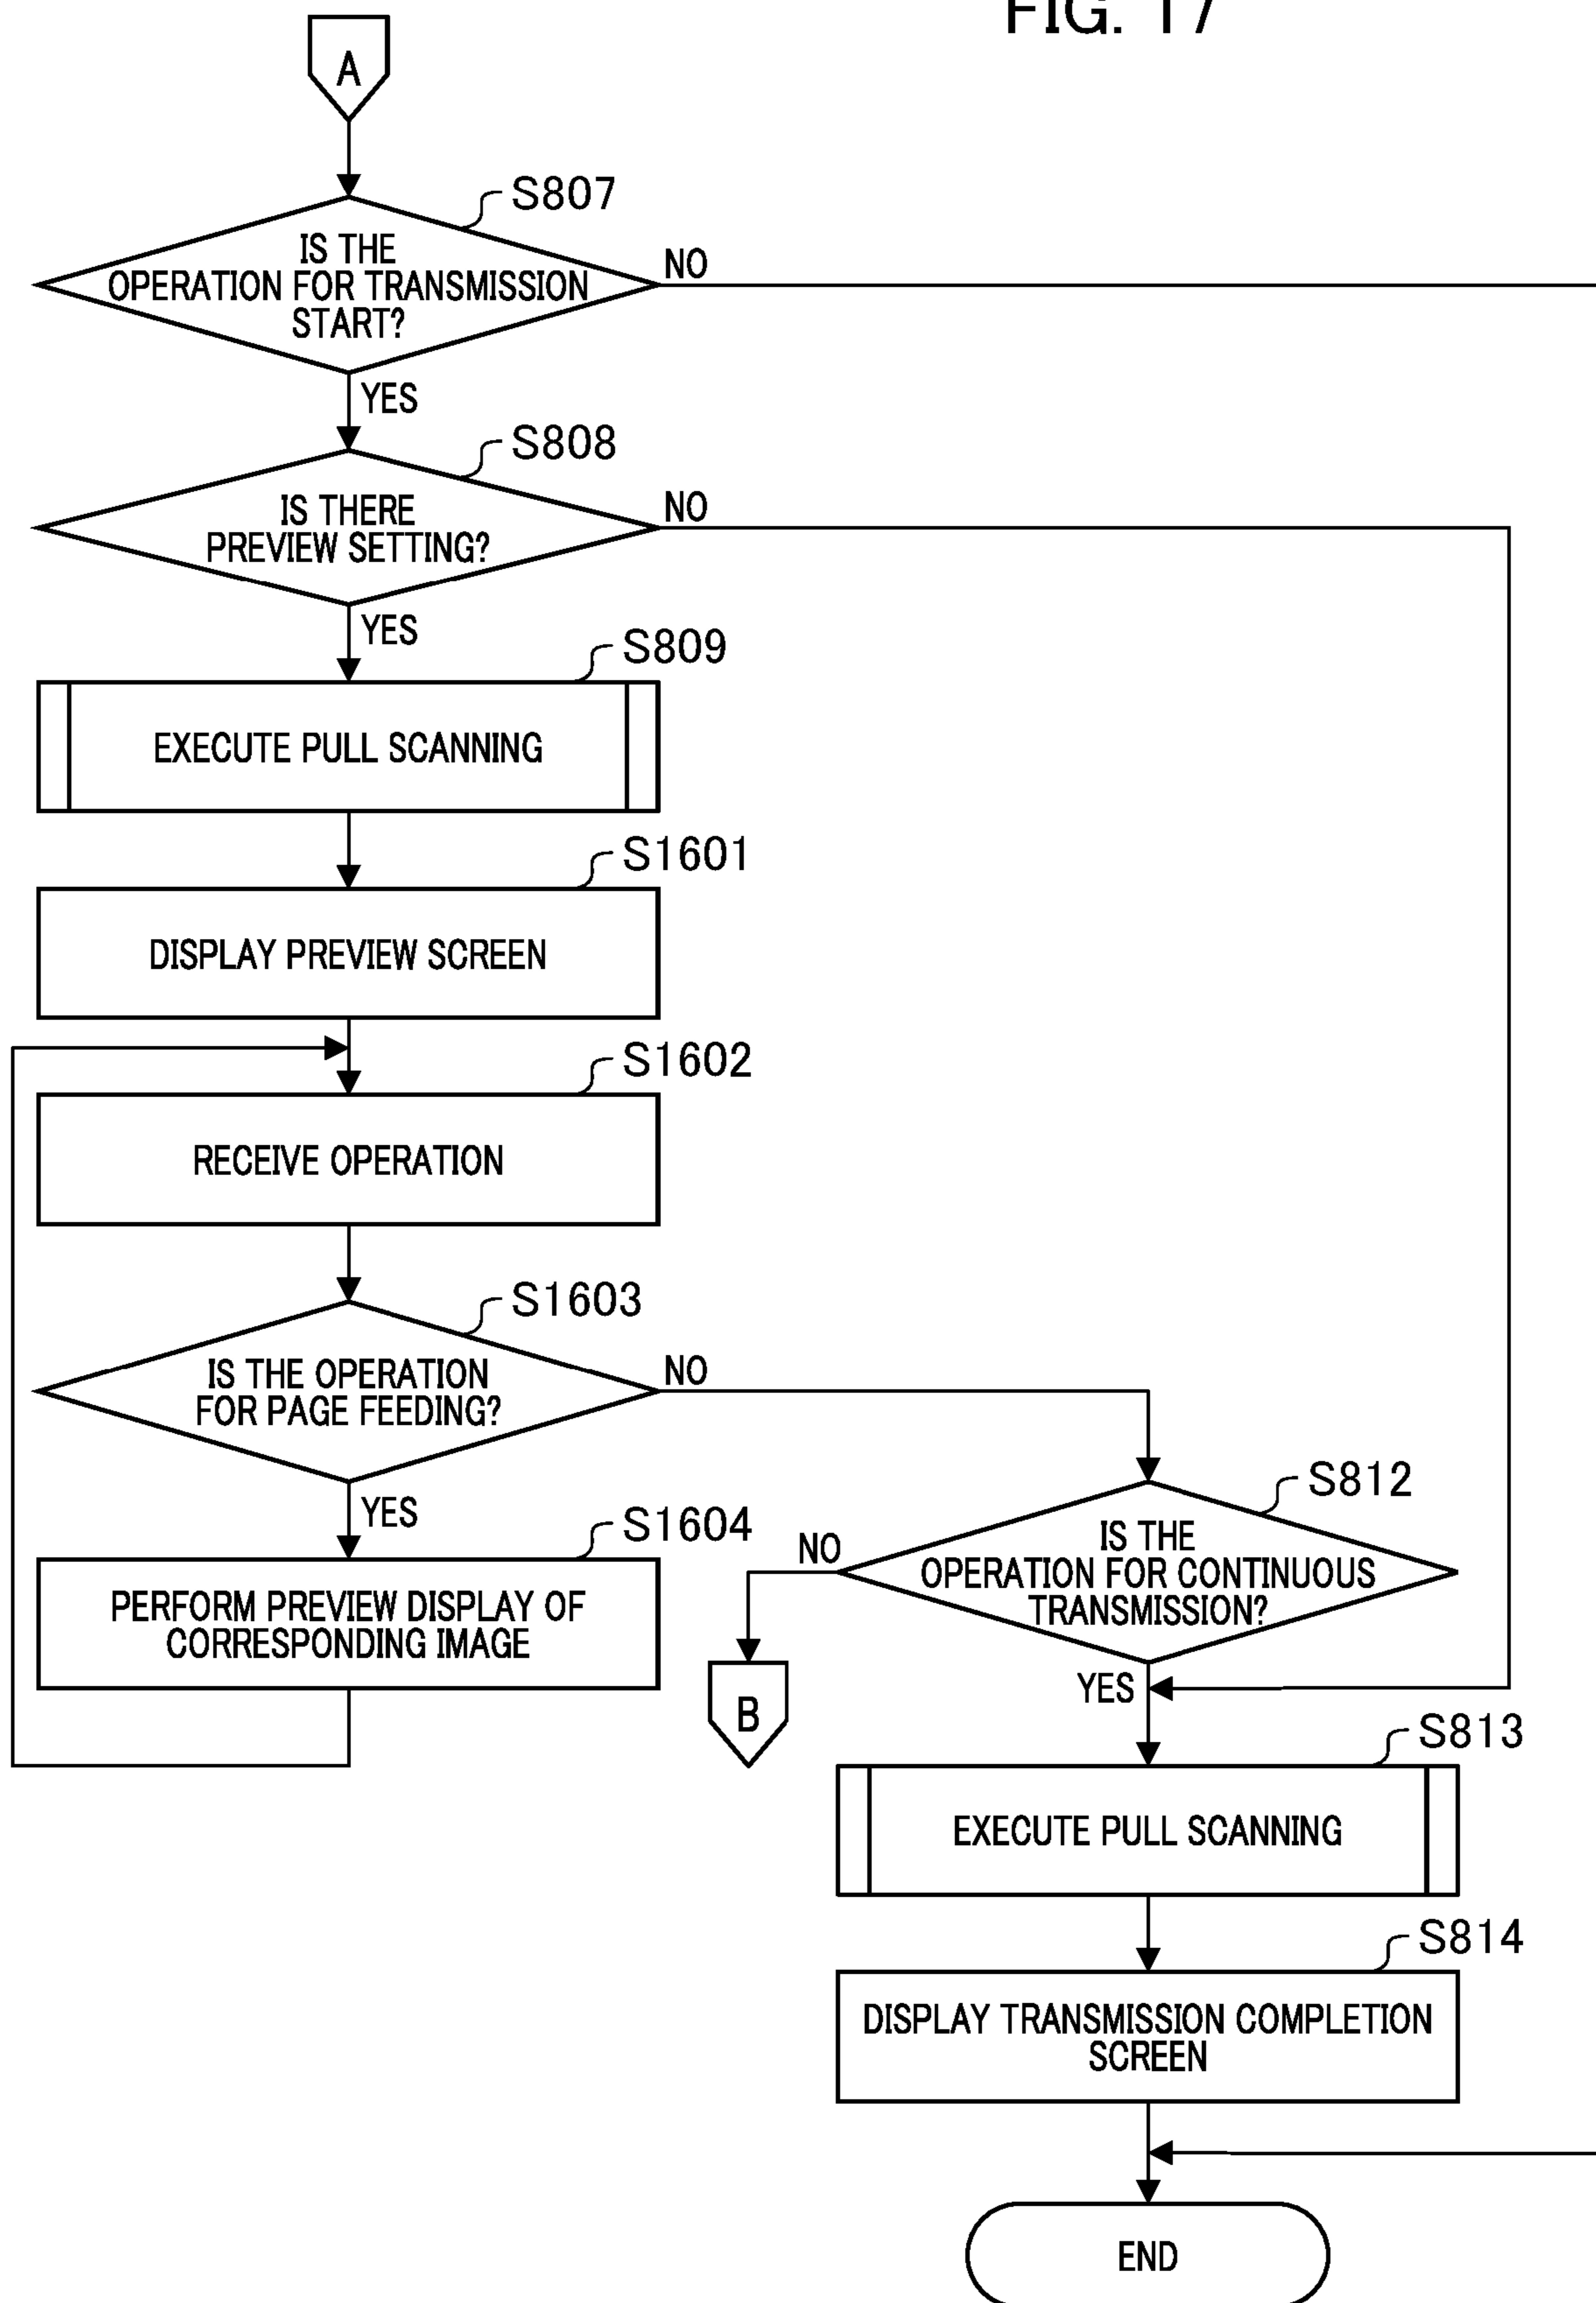 FIG. 17
A
S807
IS THE
OPERATION FOR TRANSMISSION
START?
NO
YES
S808
IS THERE
PREVIEW SETTING?
NO
YES
S809
EXECUTE PULL SCANNING
S1601
DISPLAY PREVIEW SCREEN
S1602
RECEIVE OPERATION
S1603
IS THE OPERATION
FOR PAGE FEEDING?
NO
YES
S1604
PERFORM PREVIEW DISPLAY OF
CORRESPONDING IMAGE
S812
IS THE
OPERATION FOR CONTINUOUS
TRANSMISSION?
NO
B
YES
S813
EXECUTE PULL SCANNING
S814
DISPLAY TRANSMISSION COMPLETION
SCREEN
END